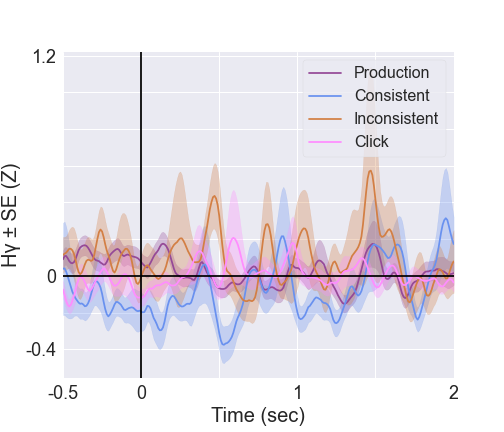 1.2
Production
Consistent
Inconsistent
Click
Hγ ± SE (Z)
0
-0.4
-0.5
0
1
2
Time (sec)